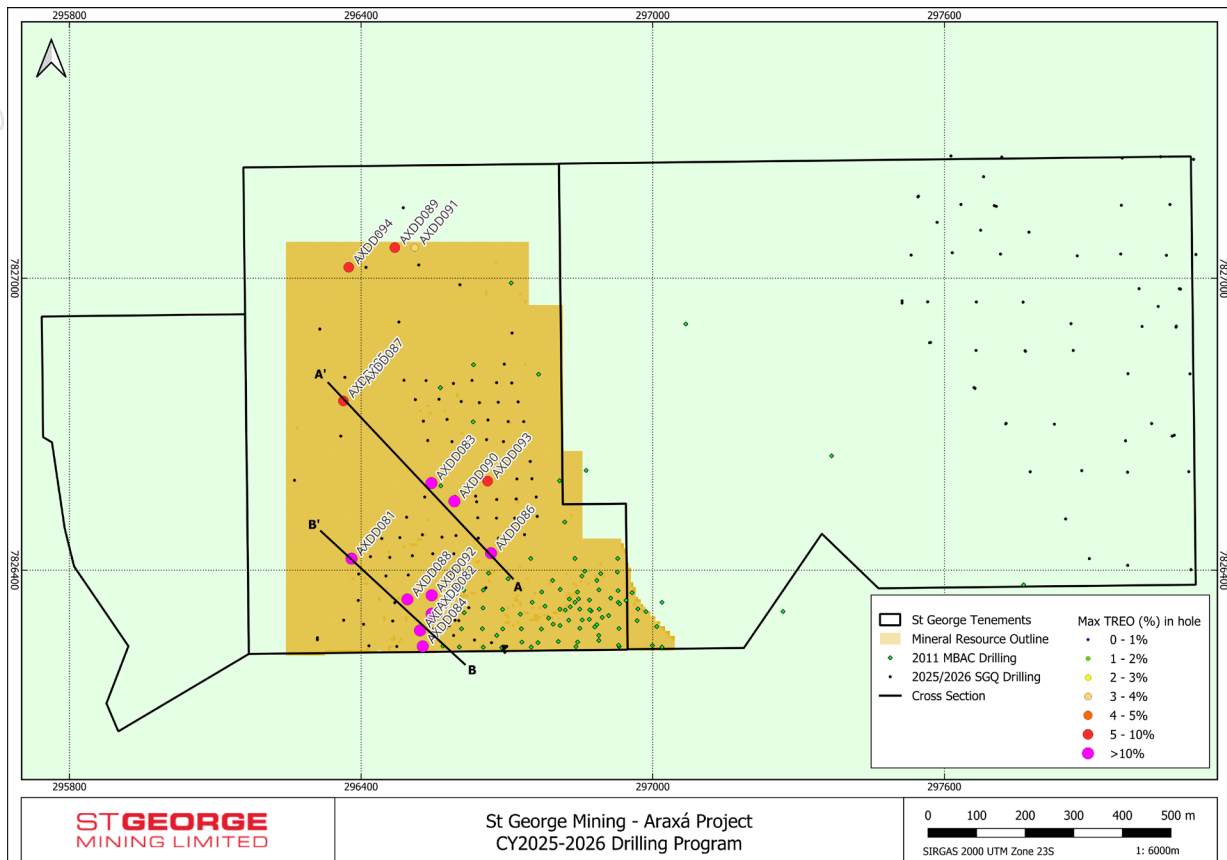 295800
296400
297000
297600
7827000
7827000
AXDD094
AXDD089
AXDD091
AXDD087
A'
AXDD083
AXDD090
AXDD093
B'
AXDD081
AXDD086
AXDD088
AXDD092
AXDD082
AXDD084
A
B
7826400
7826400
St George Tenements
Mineral Resource Outline
2011 MBAC Drilling
2025/2026 SGQ Drilling
Cross Section
Max TREO (%) in hole
0 - 1%
1 - 2%
2 - 3%
3 - 4%
4 - 5%
5 - 10%
>10%
295800
296400
297000
297600
STGEORGE
MINING LIMITED
St George Mining - Araxá Project
CY2025-2026 Drilling Program
0 100 200 300 400 500 m
SIRGAS 2000 UTM Zone 23S
1: 6000m